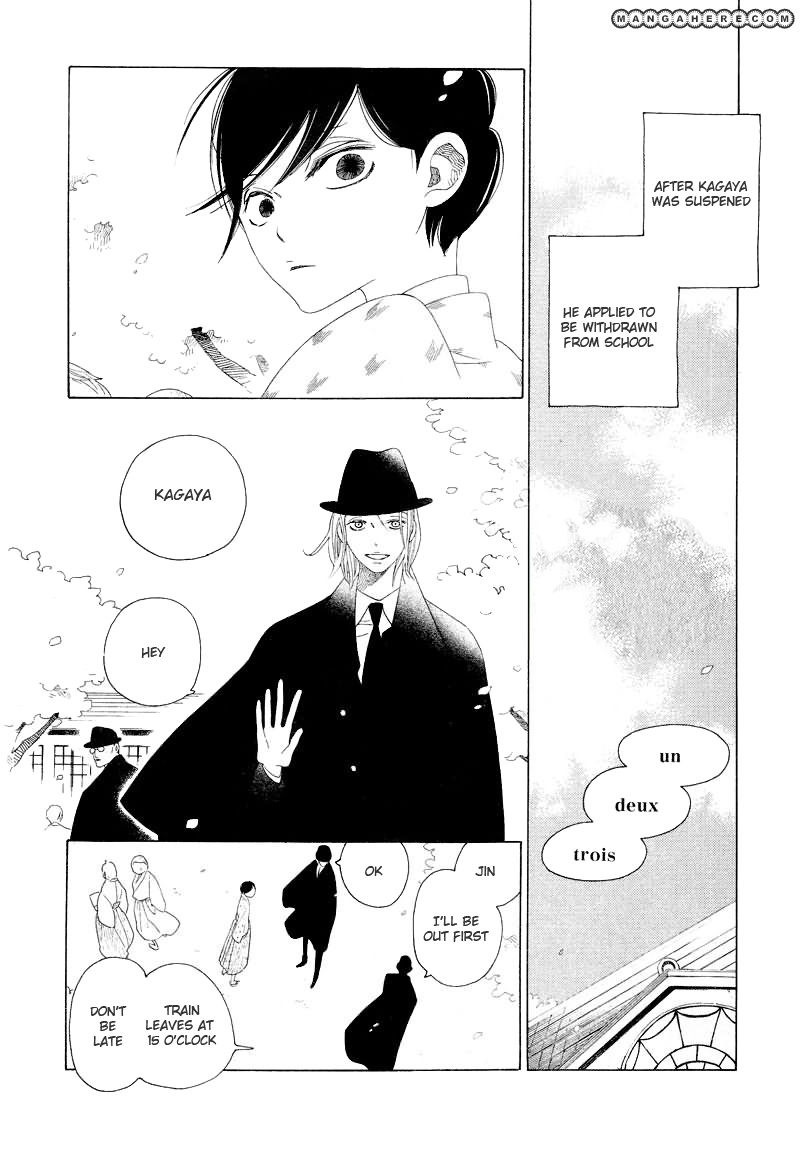 MANGAHERE.COM
AFTER KAGAYA
WAS SUSPENED
HE APPLIED TO
BE WITHDRAWN
FROM SCHOOL
un
deux
trois
KAGAYA
HEY
JIN
I'LL BE
OUT FIRST
OK
TRAIN
LEAVES AT
15 O'CLOCK
DON'T
BE
LATE